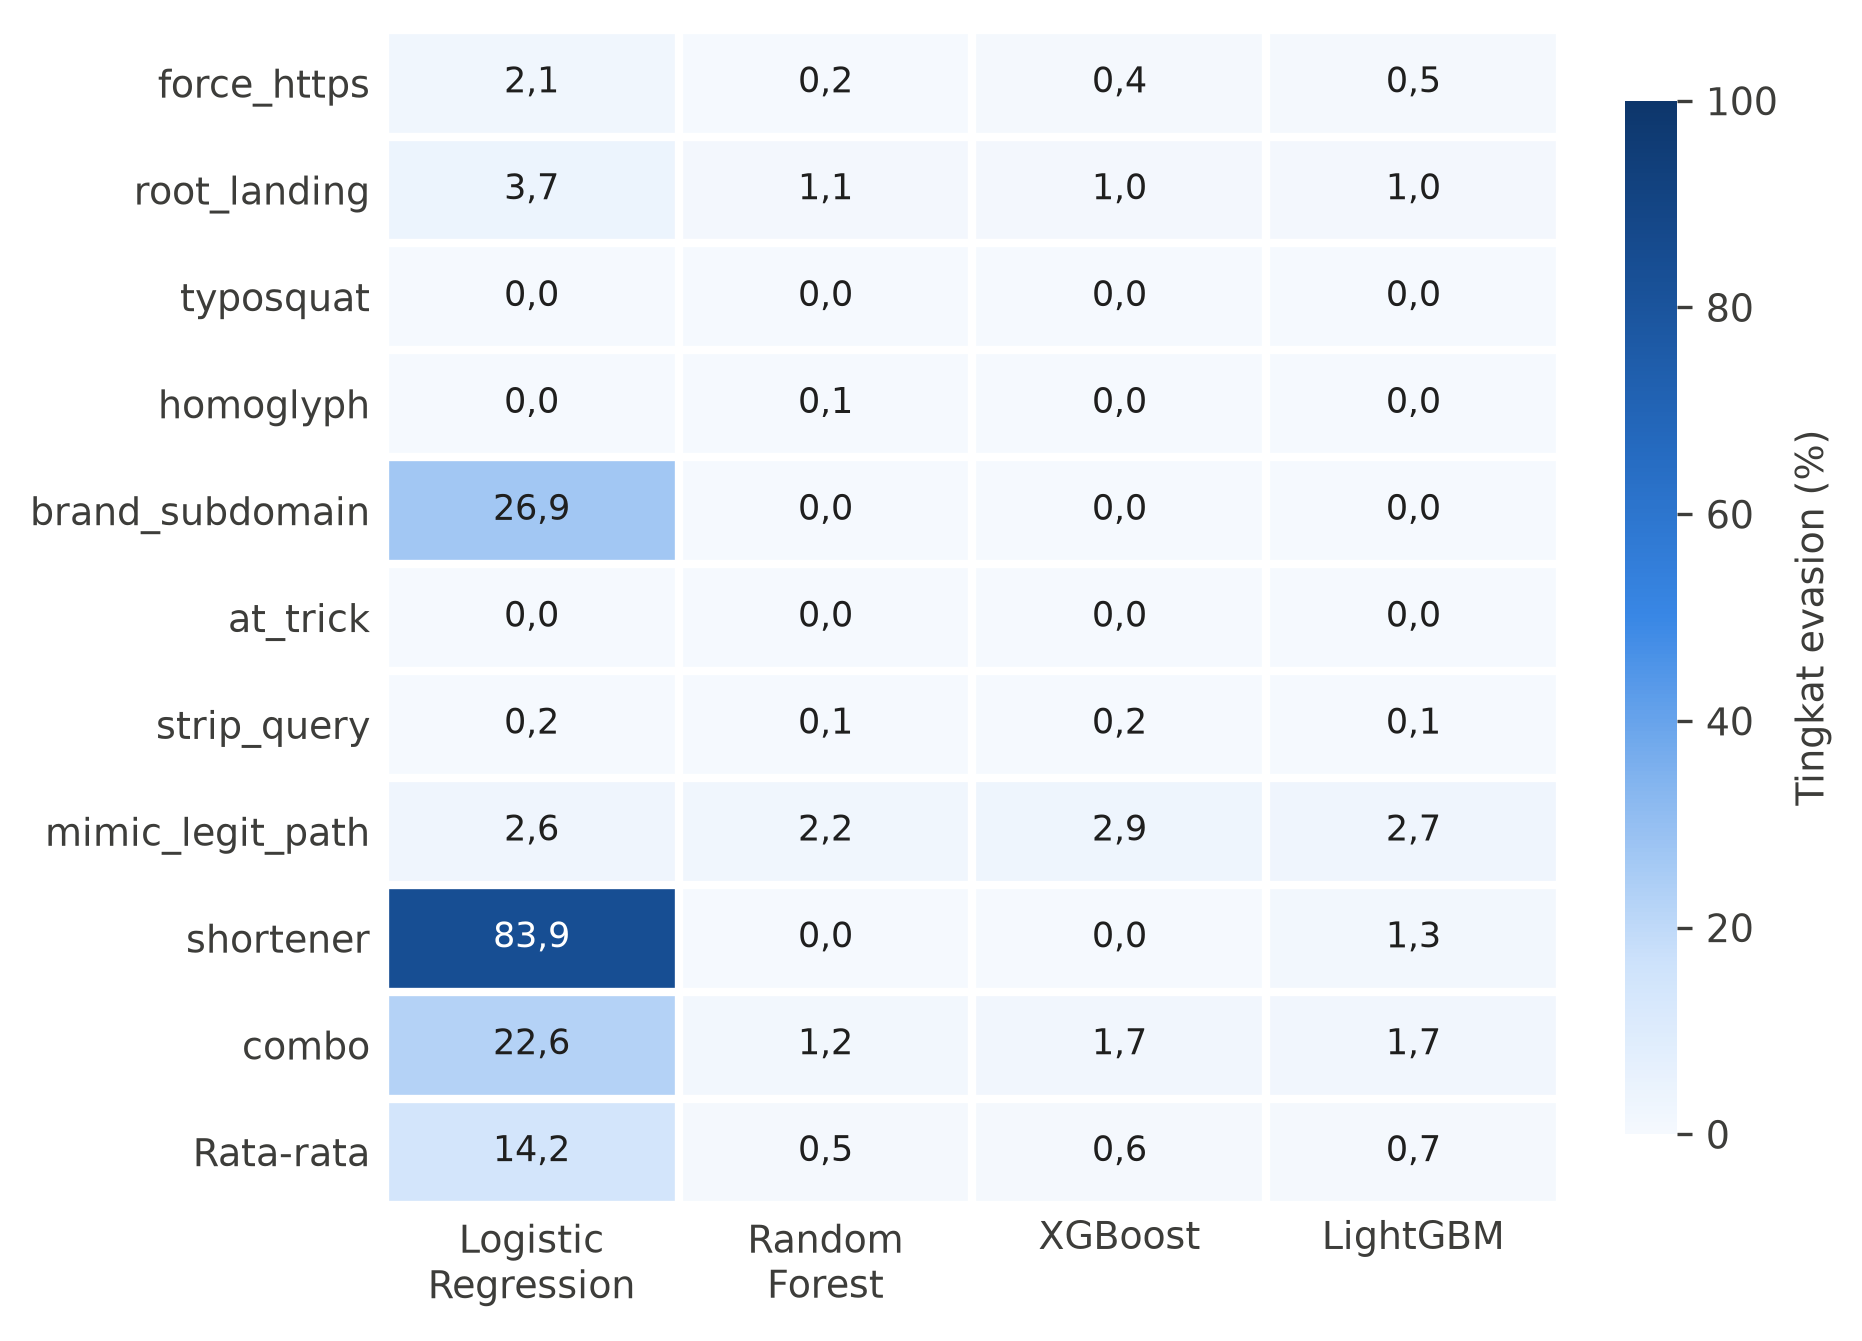 force_https 2,1 0,2 0,4 0,5
root_landing 3,7 1,1 1,0 1,0
typosquat 0,0 0,0 0,0 0,0
homoglyph 0,0 0,1 0,0 0,0
brand_subdomain 26,9 0,0 0,0 0,0
at_trick 0,0 0,0 0,0 0,0
strip_query 0,2 0,1 0,2 0,1
mimic_legit_path 2,6 2,2 2,9 2,7
shortener 83,9 0,0 0,0 1,3
combo 22,6 1,2 1,7 1,7
Rata-rata 14,2 0,5 0,6 0,7
Logistic Random XGBoost LightGBM
Regression Forest
100
80
60
40
20
0
Tingkat evasion (%)